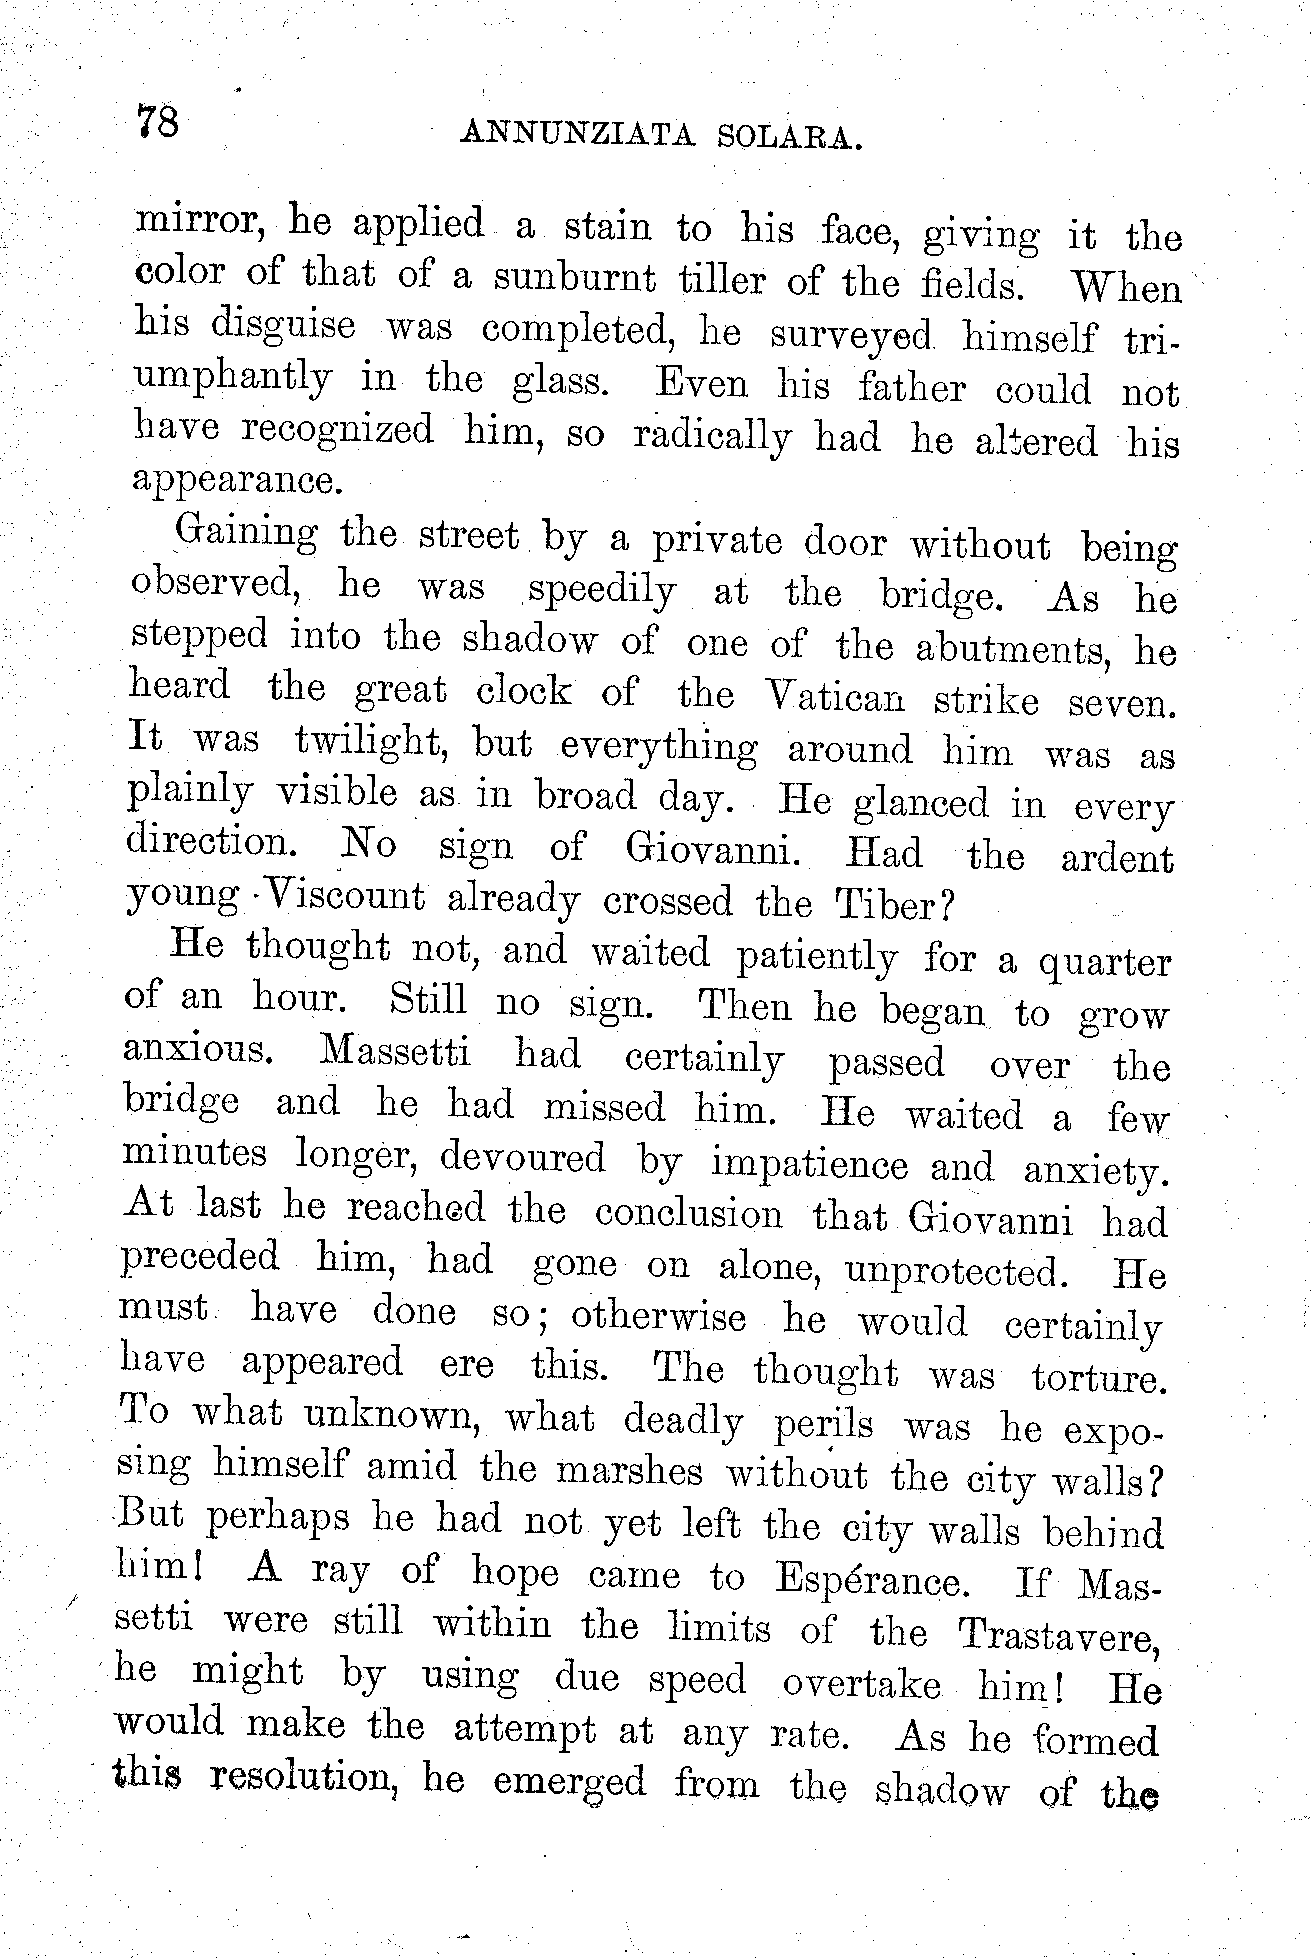 78 ANNUNZIATA SOLARA.
mirror, he applied a stain to his face, giving it the
color of that of a sunburnt tiller of the fields. When
his disguise was completed, he surveyed himself tri-
umphantly in the glass. Even his father could not
have recognized him, so radically had he altered his
appearance.
Gaining the street by a private door without being
observed, he was speedily at the bridge. As he
stepped into the shadow of one of the abutments, he
heard the great clock of the Vatican strike seven.
It was twilight, but everything around him was as
plainly visible as in broad day. He glanced in every
direction. No sign of Giovanni. Had the ardent
young Viscount already crossed the Tiber?
He thought not, and waited patiently for a quarter
of an hour. Still no sign. Then he began to grow
anxious. Massetti had certainly passed over the
bridge and he had missed him. He waited a few
minutes longer, devoured by impatience and anxiety.
At last he reached the conclusion that Giovanni had
preceded him, had gone on alone, unprotected. He
must have done so; otherwise he would certainly
have appeared ere this. The thought was torture.
To what unknown, what deadly perils was he expo-
sing himself amid the marshes without the city walls?
But perhaps he had not yet left the city walls behind
him! A ray of hope came to Espérance. If Mas-
setti were still within the limits of the Trastavere,
he might by using due speed overtake him! He
would make the attempt at any rate. As he formed
this resolution, he emerged from the shadow of the